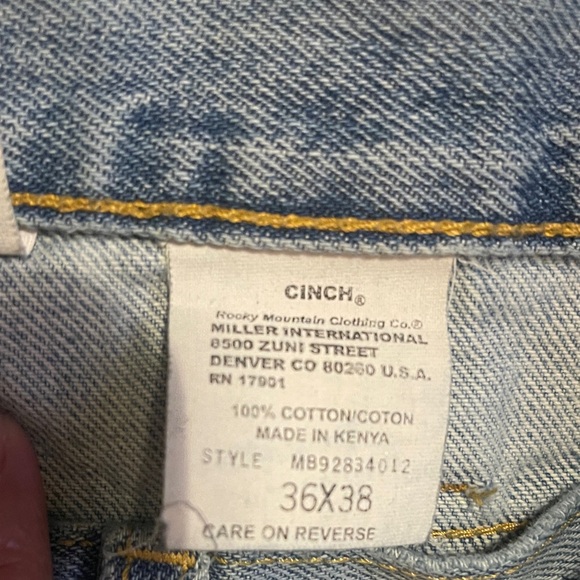 CINCH®
Rocky Mountain Clothing Co.®
MILLER INTERNATIONAL
8500 ZUNI STREET
DENVER CO 80260 U.S.A.
RN 17901
100% COTTON/COTON
MADE IN KENYA
STYLE MB92834012
36X38
CARE ON REVERSE